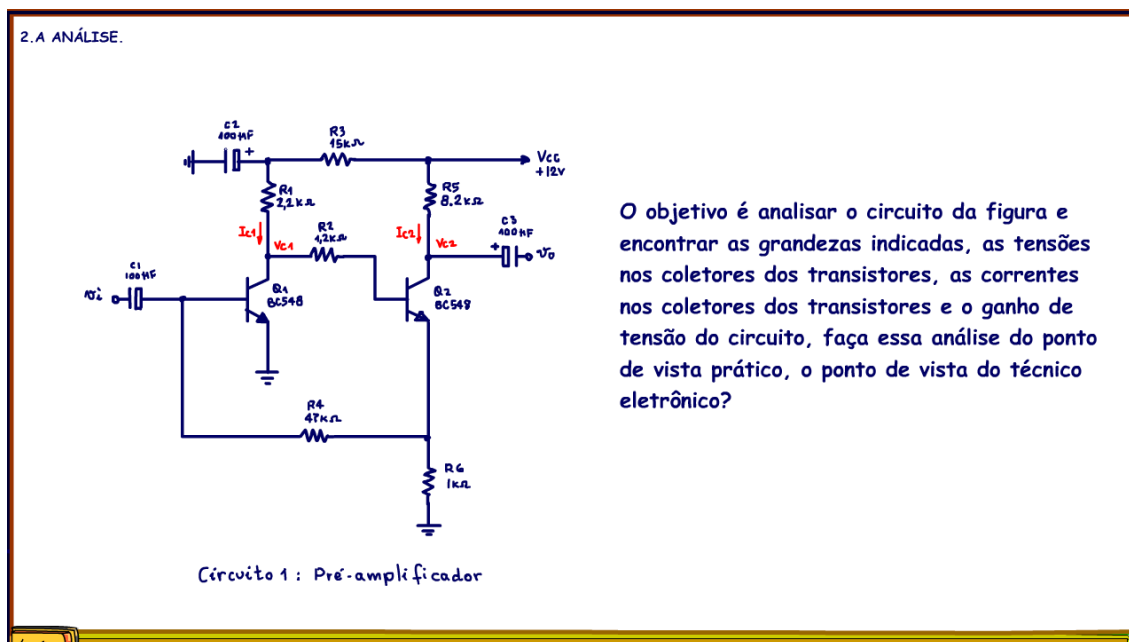 2.A ANÁLISE.
C2
100µF
+
R3
15kΩ
Vcc
+12V
R1
2,2kΩ
R5
8.2kΩ
Ic1
Vc1
R2
1,2kΩ
Ic2
Vc2
C3
100µF
+
vo
C1
100µF
vi
Q1
BC548
Q2
BC548
R4
47kΩ
R6
1kΩ
Circuito 1 : Pré-amplificador
O objetivo é analisar o circuito da figura e
encontrar as grandezas indicadas, as tensões
nos coletores dos transistores, as correntes
nos coletores dos transistores e o ganho de
tensão do circuito, faça essa análise do ponto
de vista prático, o ponto de vista do técnico
eletrônico?